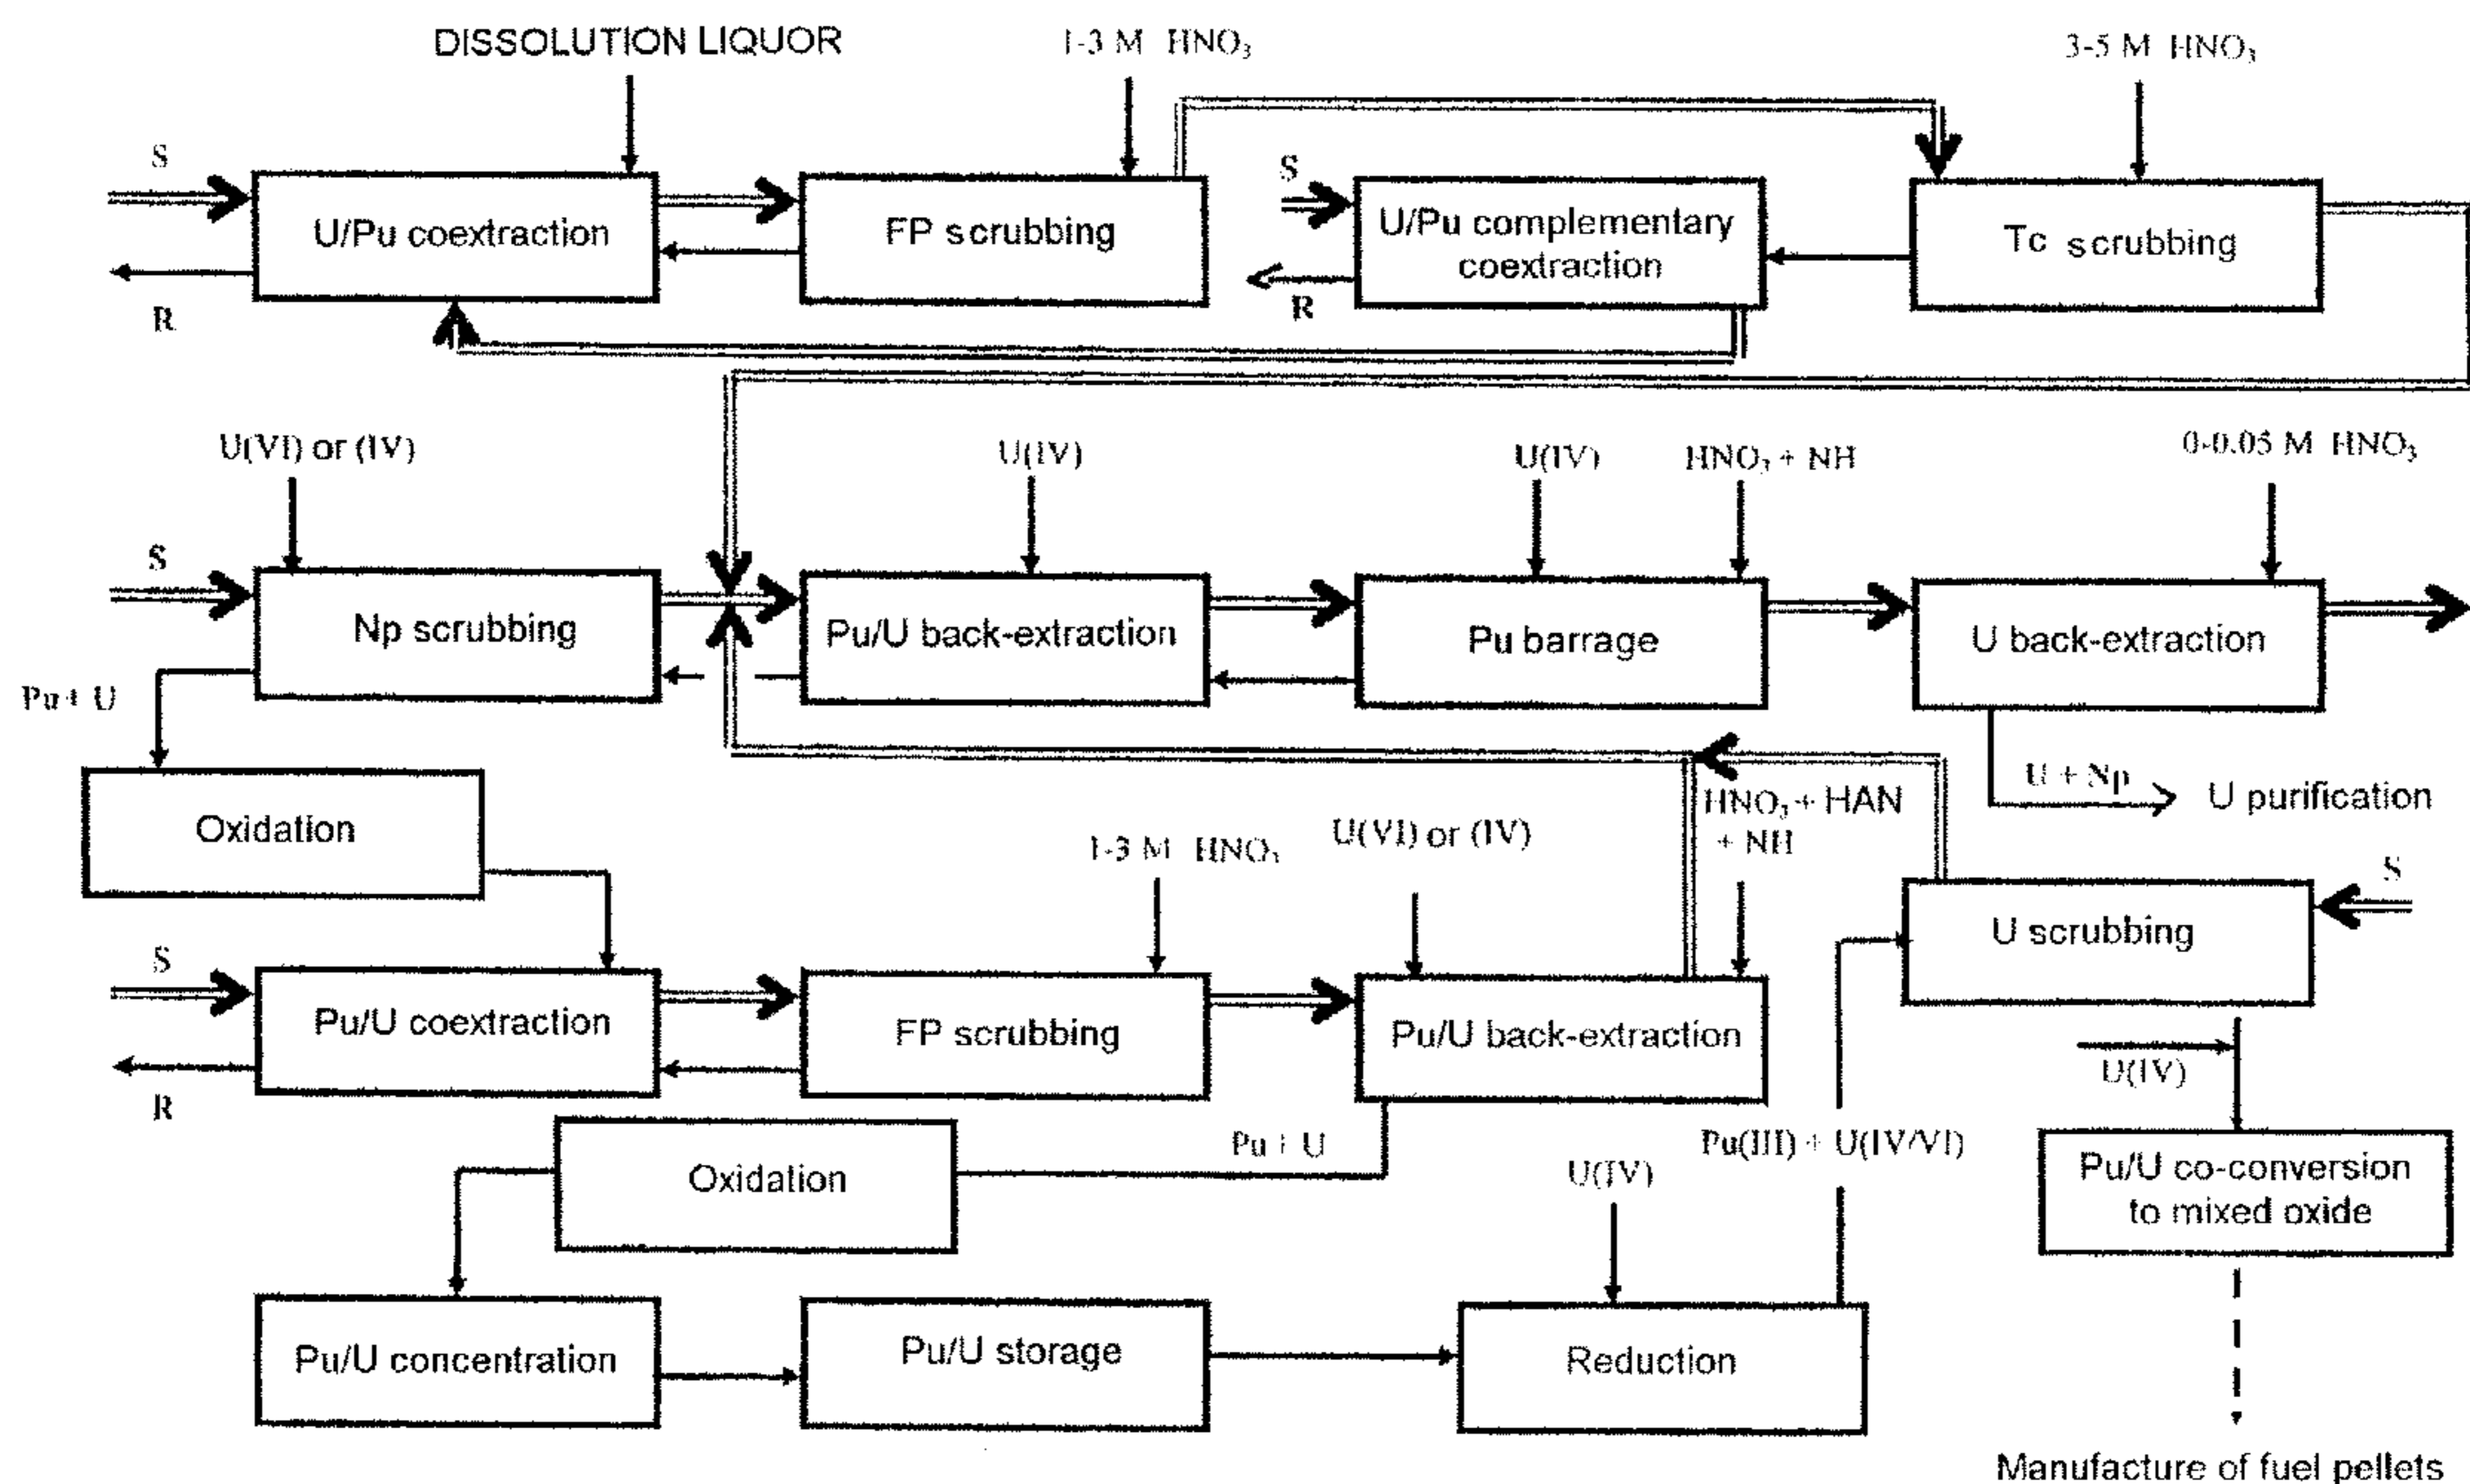 DISSOLUTION LIQUOR
1-3 M HNO₃
3-5 M HNO₃
S
U/Pu coextraction
R
FP scrubbing
S
U/Pu complementary
coextraction
R
Tc scrubbing
U(VI) or (IV)
U(IV)
U(IV)
HNO₃ + NH
0-0.05 M HNO₃
S
Np scrubbing
Pu/U back-extraction
Pu barrage
U back-extraction
Pu + U
U + Np
U purification
Oxidation
1-3 M HNO₃
U(VI) or (IV)
HNO₃ + HAN
+ NH
U scrubbing
S
S
Pu/U coextraction
R
FP scrubbing
Pu/U back-extraction
U(IV)
Oxidation
Pu + U
U(IV)
Pu(III) + U(IV/VI)
Pu/U co-conversion
to mixed oxide
Pu/U concentration
Pu/U storage
Reduction
Manufacture of fuel pellets